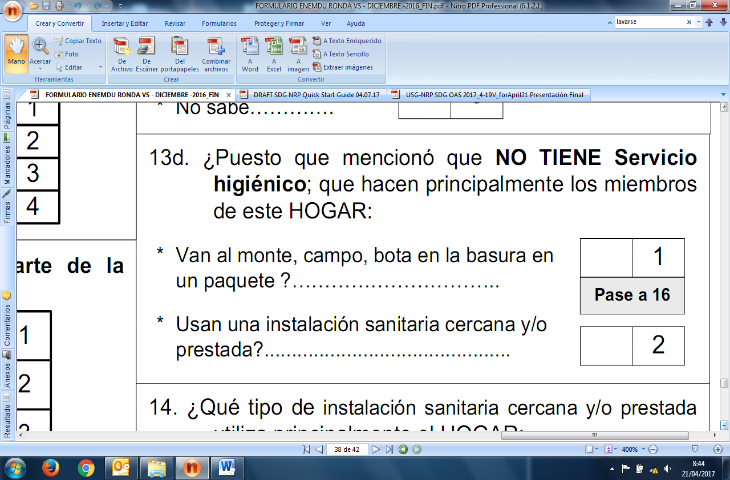 FORMULARIO ENEMDU RONDA VS - DICIEMBRE -2016_FIN.pdf - Nitro PDF Professional (6.1.2.1)
Crear y Convertir Insertar y Editar Revisar Formularios Proteger y Firmar Ver Ayuda lavarse
Mano Acercar Copiar Texto Foto Editar
Herramientas
De Archivo De Escáner De portapapeles Combinar archivos
Crear
A Word A Excel A imagen A Texto Enriquecido A Texto Sencillo Extraer imágenes
Convertir
FORMULARIO ENEMDU RONDA VS - DICIEMBRE -2016_FIN DRAFT SDG NRP Quick Start Guide 04.07.17 USG-NRP SDG OAS 2017_4-19V_forApril21 Presentación Final
Páginas
Marcadores
Firmas
Comentarios
Anexos
Resultado
1
2
3
4
arte de la
1
2
* No sabe.............
13d. ¿Puesto que mencionó que NO TIENE Servicio
higiénico; que hacen principalmente los miembros
de este HOGAR:
* Van al monte, campo, bota en la basura en
un paquete ?................................. 1
Pase a 16
* Usan una instalación sanitaria cercana y/o
prestada?............................................... 2
14. ¿Qué tipo de instalación sanitaria cercana y/o prestada
utiliza principalmente el HOGAR:
38 de 42
400%
8:44
21/04/2017